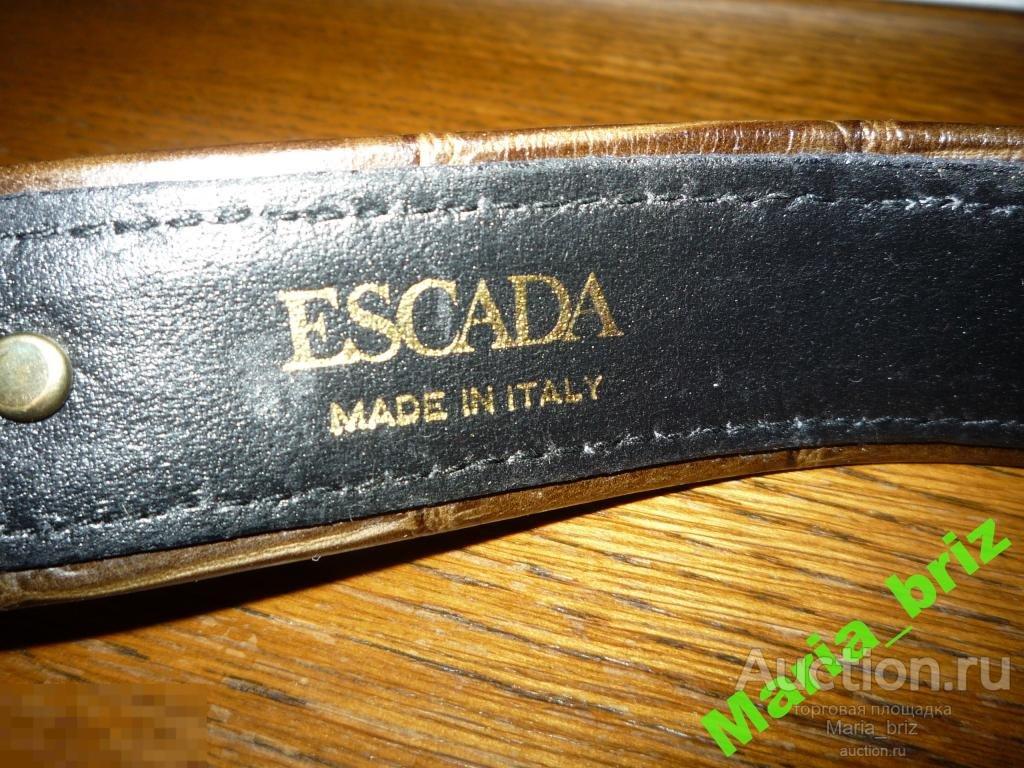 ESCADA
MADE IN ITALY
Maria_briz
Auction.ru
торговая площадка
Maria_briz
auction.ru